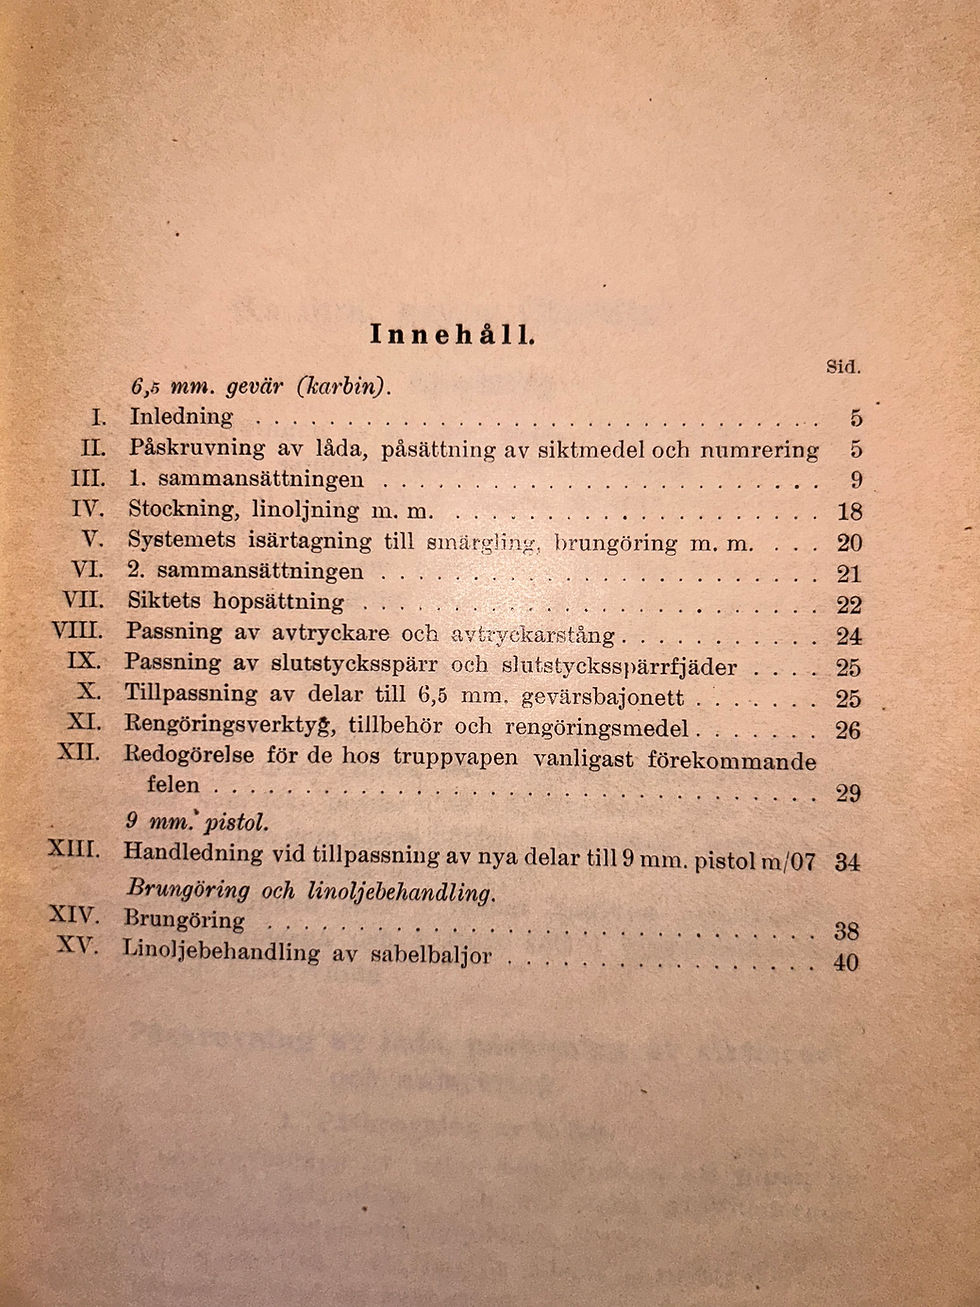 Innehåll.
Sid.
6,5 mm. gevär (karbin).
I. Inledning . . . . . . . . . . . . . . . . . . . . . . . . . 5
II. Påskruvning av låda, påsättning av siktmedel och numrering 5
III. 1. sammansättningen . . . . . . . . . . . . . . . . . . . 9
IV. Stockning, linoljning m. m. . . . . . . . . . . . . . . . . 18
V. Systemets isärtagning till smärgling, brungöring m. m. . . . 20
VI. 2. sammansättningen . . . . . . . . . . . . . . . . . . . 21
VII. Siktets hopsättning . . . . . . . . . . . . . . . . . . . . 22
VIII. Passning av avtryckare och avtryckarstång . . . . . . . . . 24
IX. Passning av slutstycksspärr och slutstycksspärrfjäder . . . . 25
X. Tillpassning av delar till 6,5 mm. gevärsbajonett . . . . . . 25
XI. Rengöringsverktyg, tillbehör och rengöringsmedel . . . . . . 26
XII. Redogörelse för de hos truppvapen vanligast förekommande
felen . . . . . . . . . . . . . . . . . . . . . . . . . . . 29
9 mm. pistol.
XIII. Handledning vid tillpassning av nya delar till 9 mm. pistol m/07 34
Brungöring och linoljebehandling.
XIV. Brungöring . . . . . . . . . . . . . . . . . . . . . . . . 38
XV. Linoljebehandling av sabelbaljor . . . . . . . . . . . . . . 40